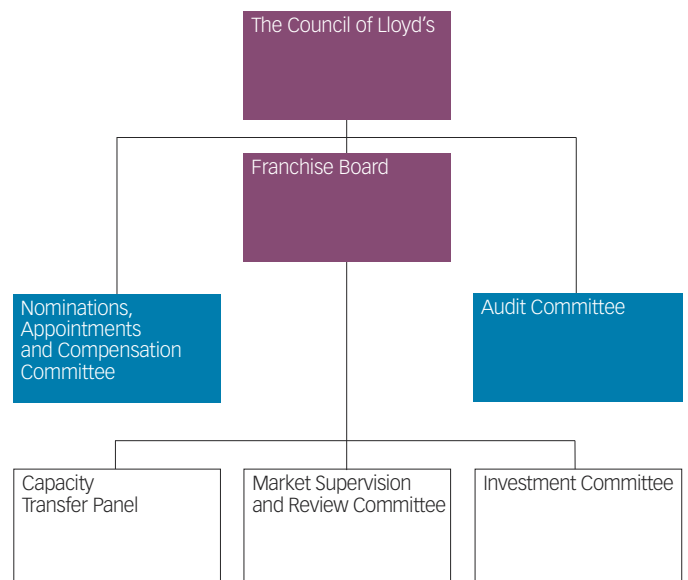 The Council of Lloyd's
Franchise Board
Nominations,
Appointments
and Compensation
Committee
Audit Committee
Capacity
Transfer Panel
Market Supervision
and Review Committee
Investment Committee